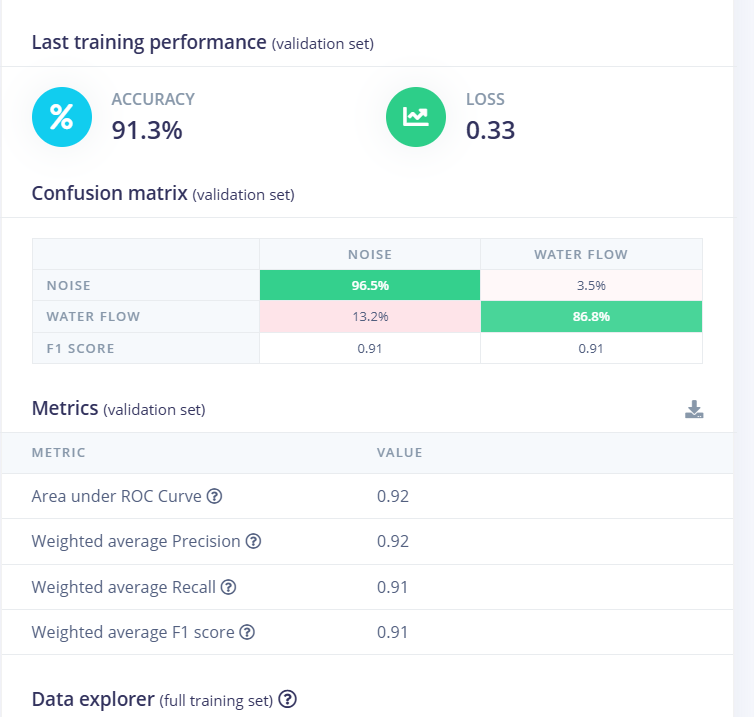 Last training performance (validation set)
%
ACCURACY
91.3%
LOSS
0.33
Confusion matrix (validation set)
NOISE WATER FLOW
NOISE 96.5% 3.5%
WATER FLOW 13.2% 86.8%
F1 SCORE 0.91 0.91
Metrics (validation set)
METRIC VALUE
Area under ROC Curve ? 0.92
Weighted average Precision ? 0.92
Weighted average Recall ? 0.91
Weighted average F1 score ? 0.91
Data explorer (full training set) ?